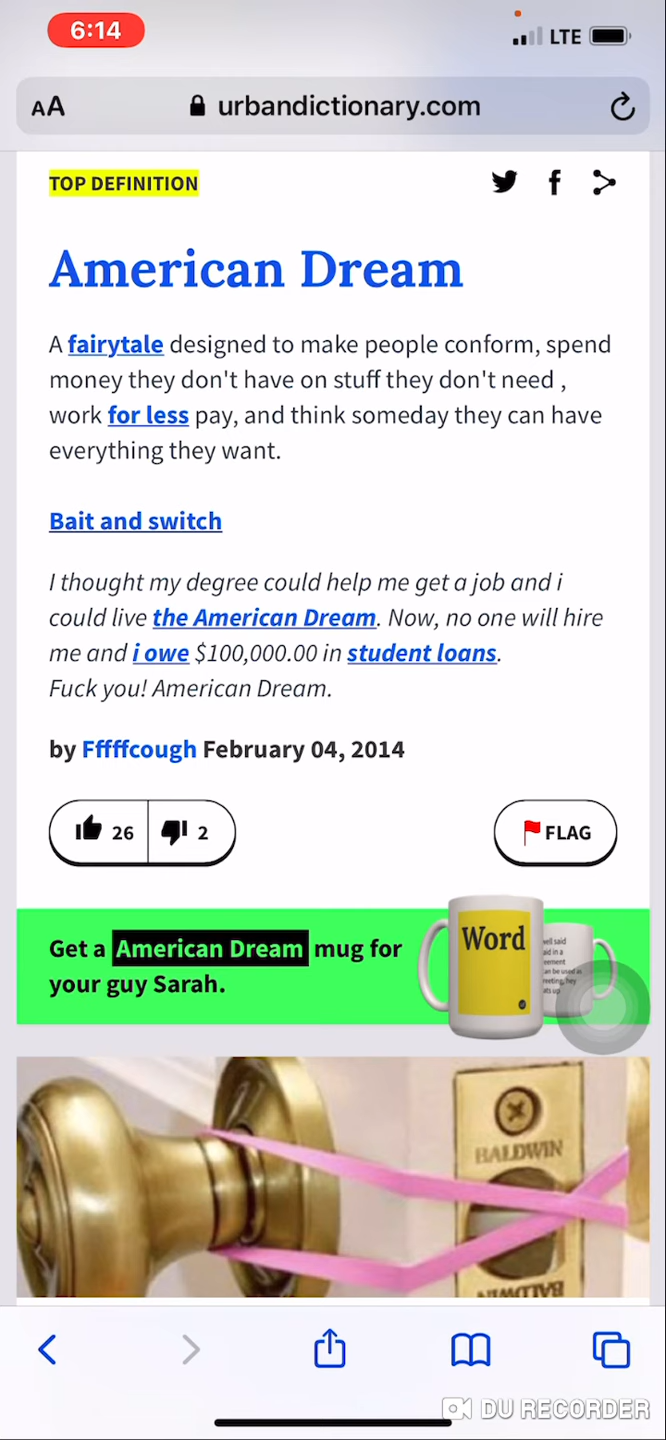 6:14
LTE
AA urbandictionary.com
TOP DEFINITION
American Dream
A fairytale designed to make people conform, spend
money they don't have on stuff they don't need ,
work for less pay, and think someday they can have
everything they want.
Bait and switch
I thought my degree could help me get a job and i
could live the American Dream. Now, no one will hire
me and i owe $100,000.00 in student loans.
Fuck you! American Dream.
by Fffffcough February 04, 2014
26
2
FLAG
Get a American Dream mug for
your guy Sarah.
Word
BALDWIN
BALDWIN
DU RECORDER